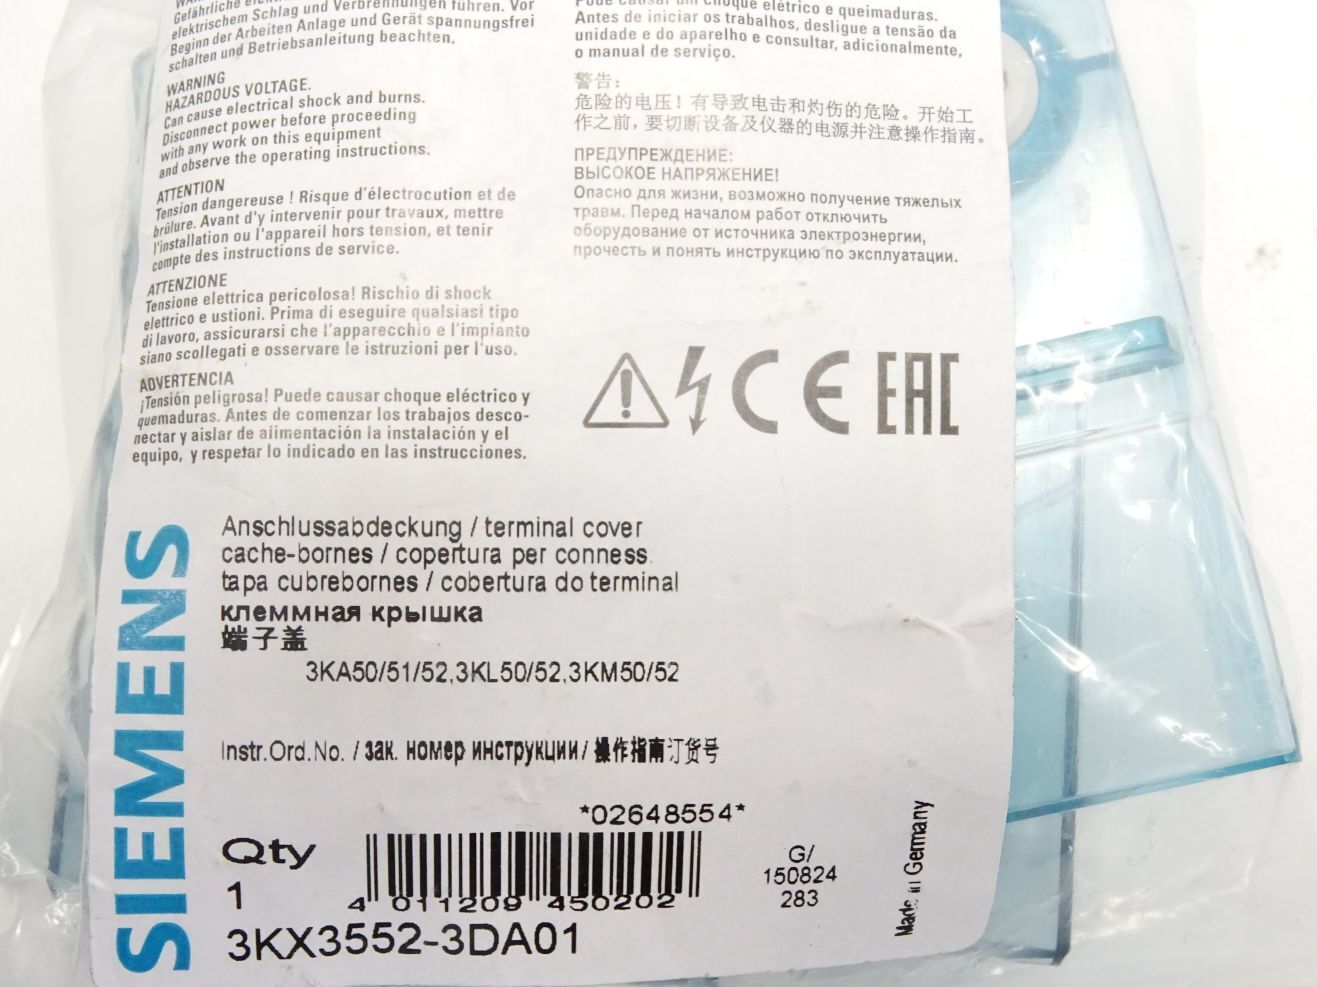 Gefährliche
elektrischem Schlag und Verbrennungen führen. Vor
Beginn der Arbeiten Anlage und Gerät spannungsfrei
schalten und Betriebsanleitung beachten.
WARNING
HAZARDOUS VOLTAGE.
Can cause electrical shock and burns.
Disconnect power before proceeding
with any work on this equipment
and observe the operating instructions.
ATTENTION
Tension dangereuse ! Risque d'électrocution et de
brûlure. Avant d'y intervenir pour travaux, mettre
l'installation ou l'appareil hors tension, et tenir
compte des instructions de service.
ATTENZIONE
Tensione elettrica pericolosa! Rischio di shock
elettrico e ustioni. Prima di eseguire qualsiasi tipo
di lavoro, assicurarsi che l'apparecchio e l'impianto
siano scollegati e osservare le istruzioni per l'uso.
ADVERTENCIA
¡Tensión peligrosa! Puede causar choque eléctrico y
quemaduras. Antes de comenzar los trabajos desco-
nectar y aislar de alimentación la instalación y el
equipo, y respetar lo indicado en las instrucciones.
Pode causar um choque elétrico e queimaduras.
Antes de iniciar os trabalhos, desligue a tensão da
unidade e do aparelho e consultar, adicionalmente,
o manual de serviço.
警告：
危险的电压！有导致电击和灼伤的危险。开始工
作之前，要切断设备及仪器的电源并注意操作指南。
ПРЕДУПРЕЖДЕНИЕ:
ВЫСОКОЕ НАПРЯЖЕНИЕ!
Опасно для жизни, возможно получение тяжелых
травм. Перед началом работ отключить
оборудование от источника электроэнергии,
прочесть и понять инструкцию по эксплуатации.
CE EAC
SIEMENS
Anschlussabdeckung / terminal cover
cache-bornes / copertura per conness.
tapa cubrebornes / cobertura do terminal
клеммная крышка
端子盖
3KA50/51/52,3KL50/52,3KM50/52
Instr.Ord.No. / зак. номер инструкции / 操作指南订货号
*02648554*
Qty
1
4 011209 450202
G/
150824
283
Made in Germany
3KX3552-3DA01